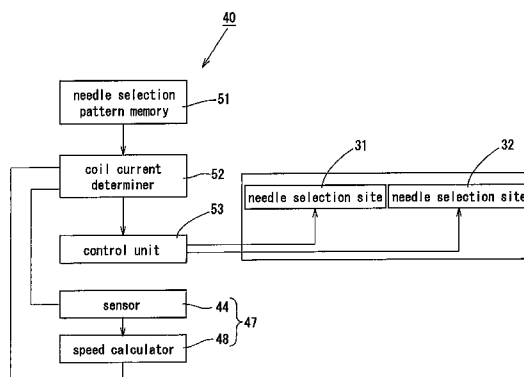 40
needle selection
pattern memory
51
coil current
determiner
52
31
32
needle selection site
needle selection site
53
control unit
sensor
44
47
speed calculator
48